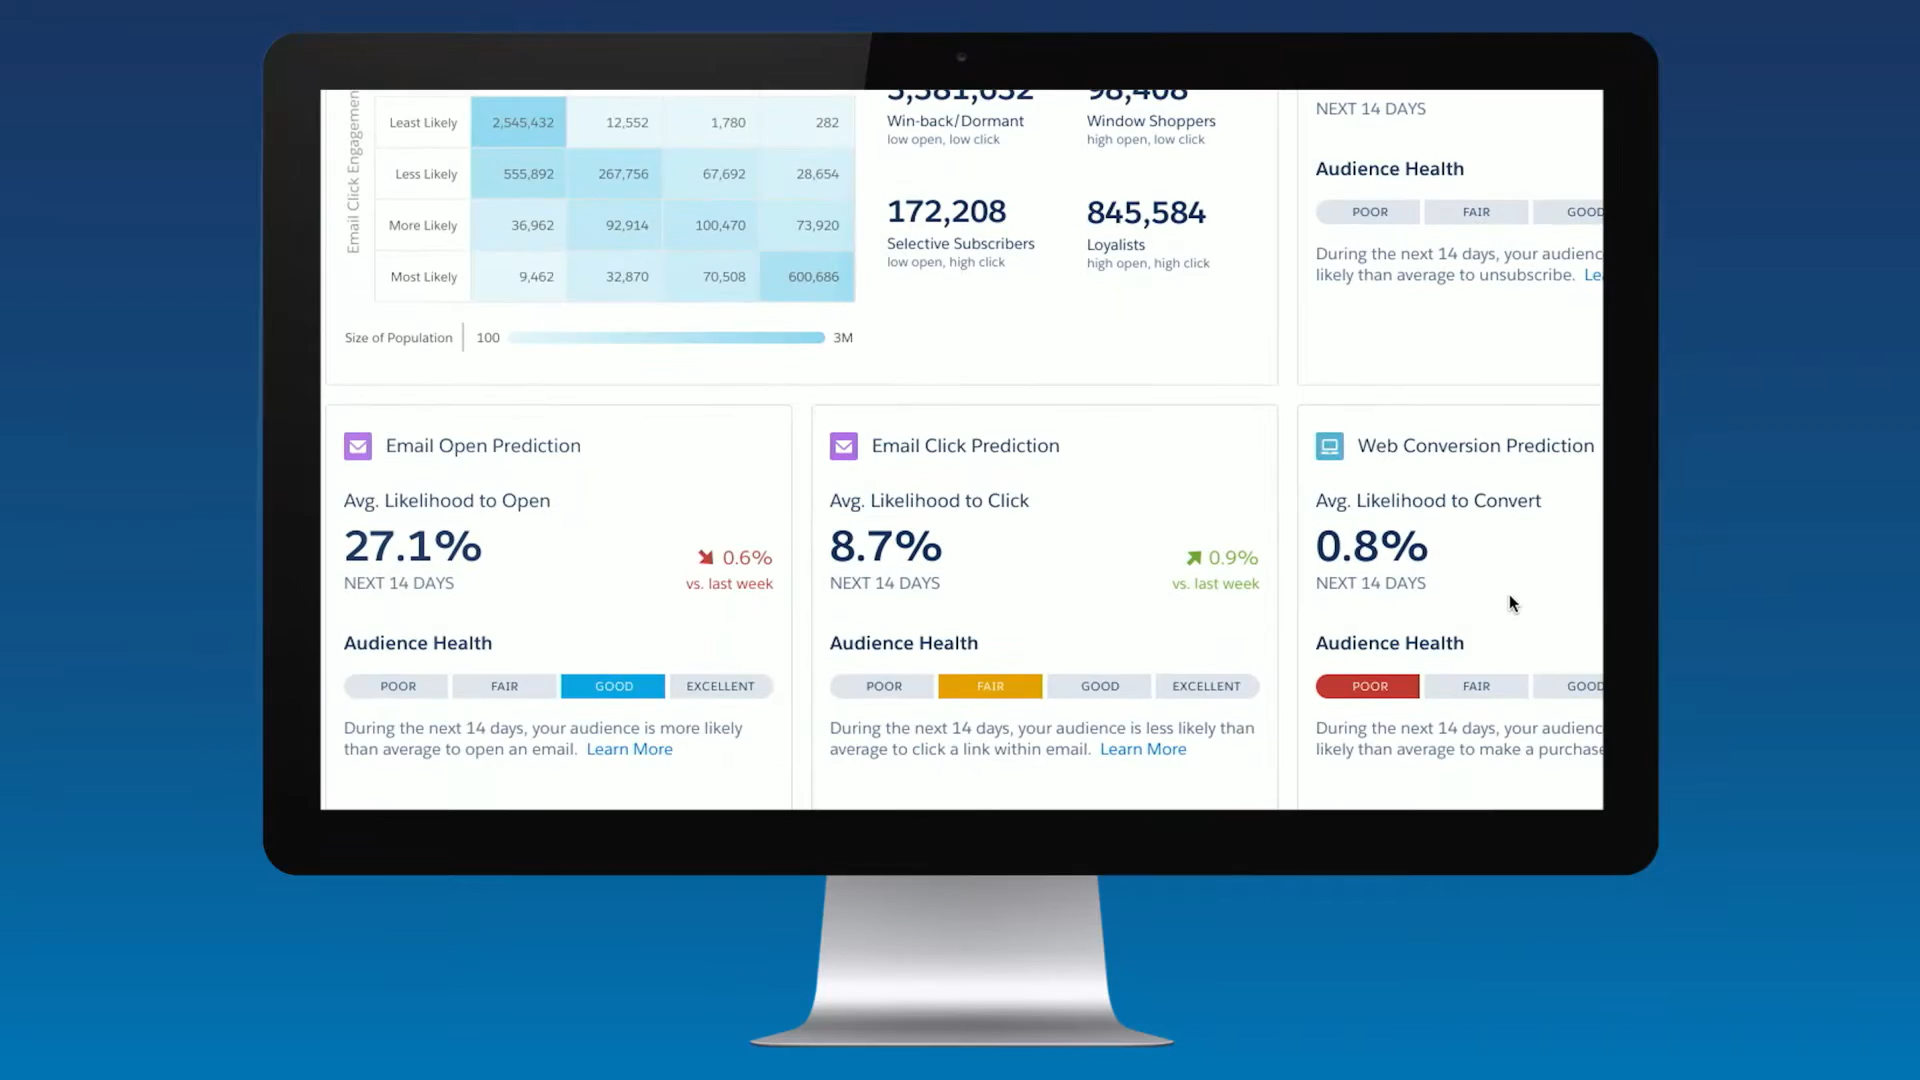 Email Click Engagemen
Least Likely 2,545,432 12,552 1,780 282
Less Likely 555,892 267,756 67,692 28,654
More Likely 36,962 92,914 100,470 73,920
Most Likely 9,462 32,870 70,508 600,686
Size of Population 100 3M
3,381,632 98,408
Win-back/Dormant Window Shoppers
low open, low click high open, low click
172,208 845,584
Selective Subscribers Loyalists
low open, high click high open, high click
NEXT 14 DAYS
Audience Health
POOR FAIR GOOD
During the next 14 days, your audienc
likely than average to unsubscribe. Le
Email Open Prediction
Avg. Likelihood to Open
27.1% 0.6%
NEXT 14 DAYS vs. last week
Audience Health
POOR FAIR GOOD EXCELLENT
During the next 14 days, your audience is more likely
than average to open an email. Learn More
Email Click Prediction
Avg. Likelihood to Click
8.7% 0.9%
NEXT 14 DAYS vs. last week
Audience Health
POOR FAIR GOOD EXCELLENT
During the next 14 days, your audience is less likely than
average to click a link within email. Learn More
Web Conversion Prediction
Avg. Likelihood to Convert
0.8%
NEXT 14 DAYS
Audience Health
POOR FAIR GOOD
During the next 14 days, your audienc
likely than average to make a purchase